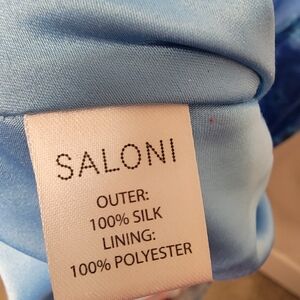 SALONI
OUTER:
100% SILK
LINING:
100% POLYESTER